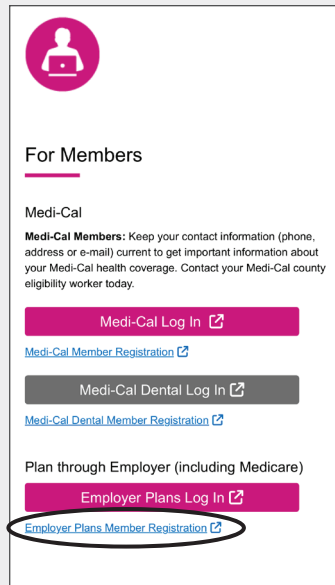 For Members
Medi-Cal
Medi-Cal Members: Keep your contact information (phone,
address or e-mail) current to get important information about
your Medi-Cal health coverage. Contact your Medi-Cal county
eligibility worker today.
Medi-Cal Log In
Medi-Cal Member Registration
Medi-Cal Dental Log In
Medi-Cal Dental Member Registration
Plan through Employer (including Medicare)
Employer Plans Log In
Employer Plans Member Registration